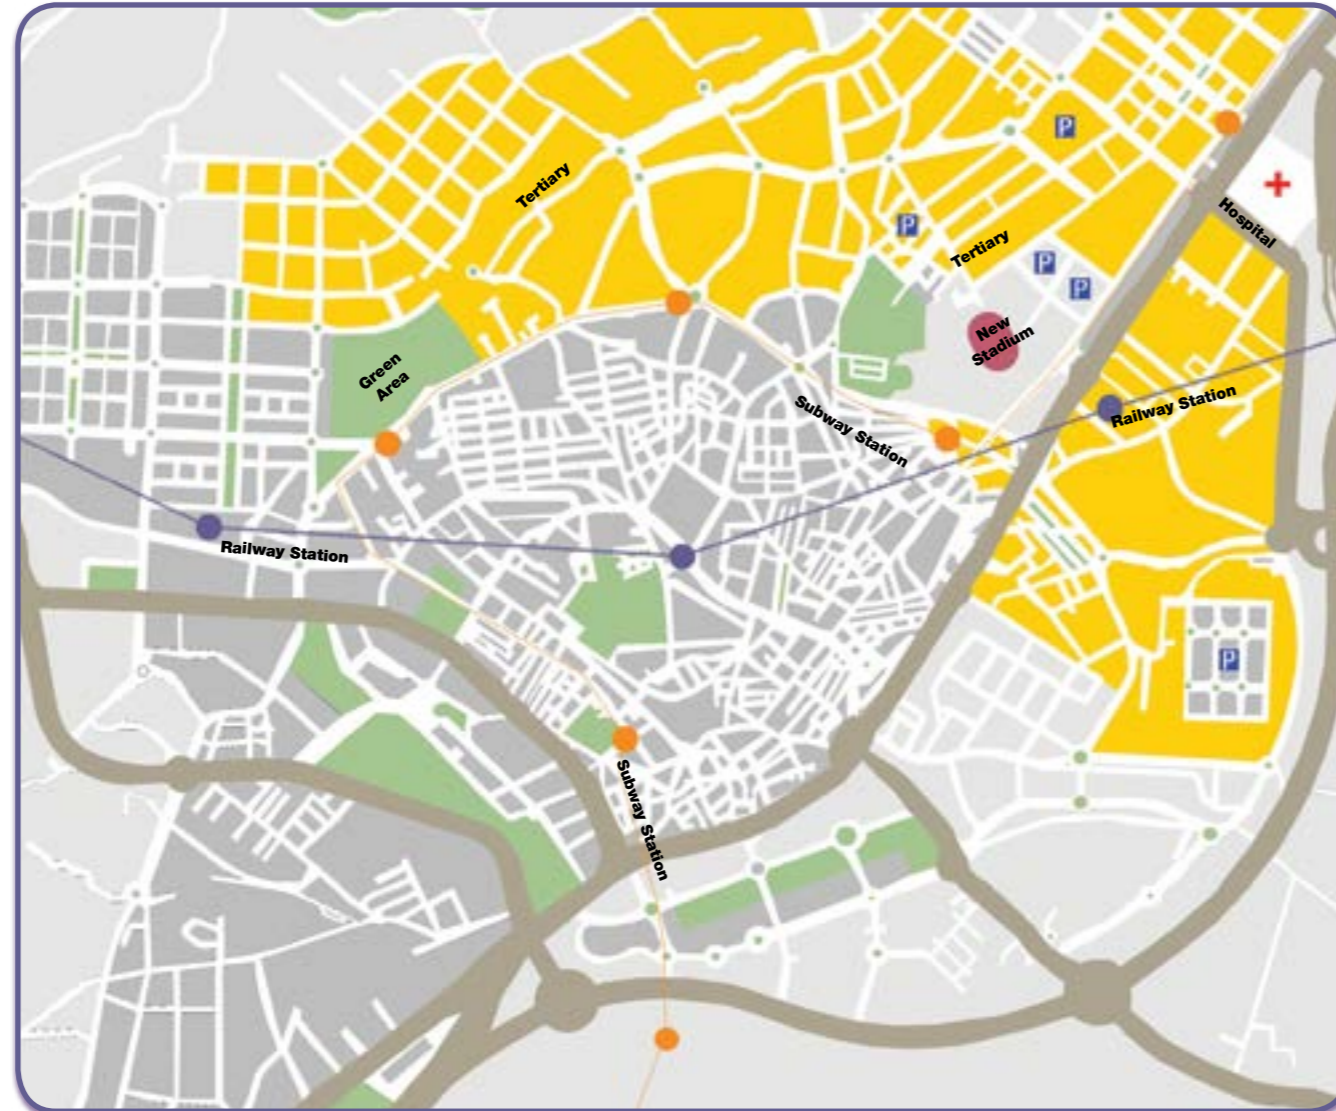 P
Tertiary
Hospital
P
Tertiary
P
P
New
Stadium
Green
Area
Railway Station
Subway Station
Railway Station
P
Subway Station